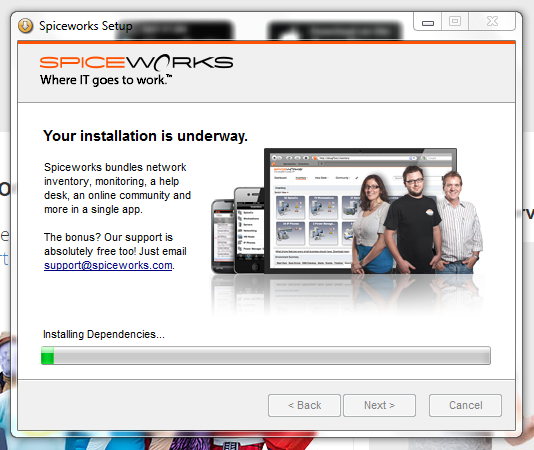 Spiceworks Setup
SPICEWORKS
Where IT goes to work.™
Your installation is underway.
Spiceworks bundles network
inventory, monitoring, a help
desk, an online community and
more in a single app.
The bonus? Our support is
absolutely free too! Just email
support@spiceworks.com.
Installing Dependencies...
< Back
Next >
Cancel